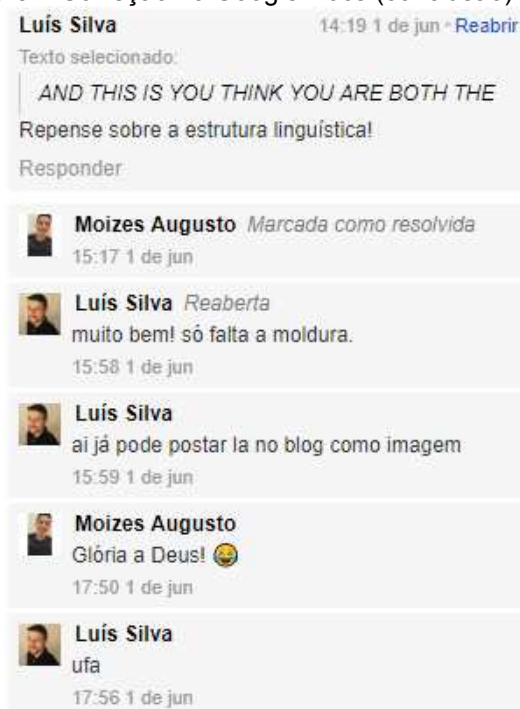 Luís Silva 14:19 1 de jun · Reabrir
Texto selecionado:
AND THIS IS YOU THINK YOU ARE BOTH THE
Repense sobre a estrutura linguística!
Responder
Moizes Augusto Marcada como resolvida
15:17 1 de jun
Luís Silva Reaberta
muito bem! só falta a moldura.
15:58 1 de jun
Luís Silva
ai já pode postar la no blog como imagem
15:59 1 de jun
Moizes Augusto
Glória a Deus! 😂
17:50 1 de jun
Luís Silva
ufa
17:56 1 de jun